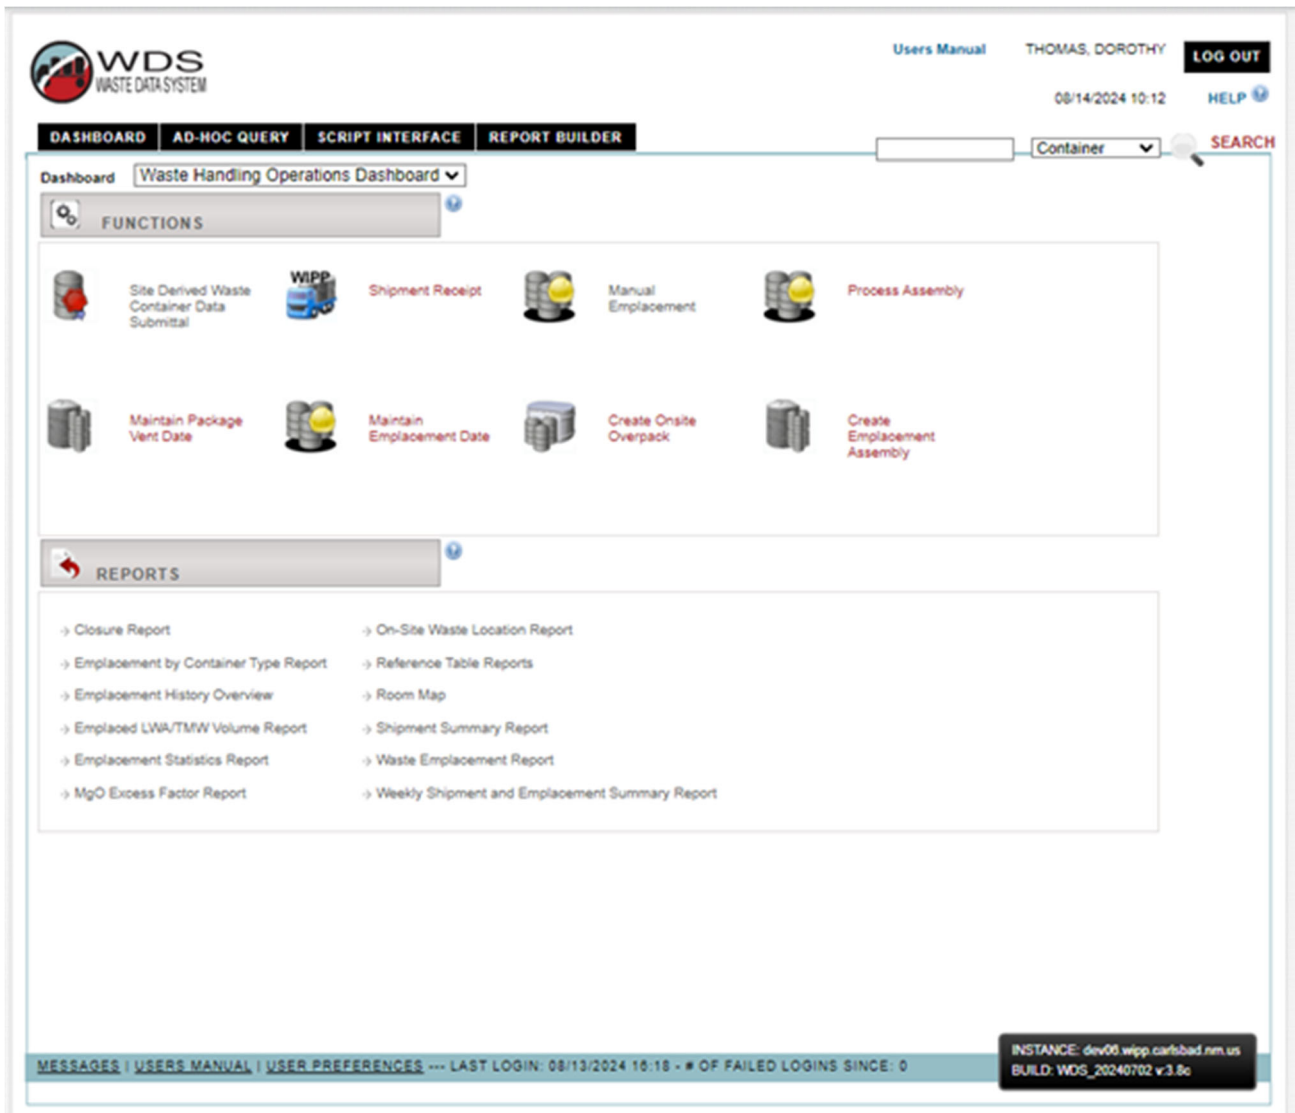 WDS
WASTE DATA SYSTEM
Users Manual THOMAS, DOROTHY LOG OUT
08/14/2024 10:12 HELP
DASHBOARD AD-HOC QUERY SCRIPT INTERFACE REPORT BUILDER
Container SEARCH
Dashboard Waste Handling Operations Dashboard
FUNCTIONS
Site Derived Waste
Container Data
Submittal
WIPP
Shipment Receipt
Manual
Emplacement
Process Assembly
Maintain Package
Vent Date
Maintain
Emplacement Date
Create Onsite
Overpack
Create
Emplacement
Assembly
REPORTS
Closure Report
Emplacement by Container Type Report
Emplacement History Overview
Emplaced LWA/TMW Volume Report
Emplacement Statistics Report
MgO Excess Factor Report
On-Site Waste Location Report
Reference Table Reports
Room Map
Shipment Summary Report
Waste Emplacement Report
Weekly Shipment and Emplacement Summary Report
MESSAGES | USERS MANUAL | USER PREFERENCES --- LAST LOGIN: 08/13/2024 16:18 - # OF FAILED LOGINS SINCE: 0
INSTANCE: dev06.wipp.carlsbad.nm.us
BUILD: WDS_20240702 v:3.8c